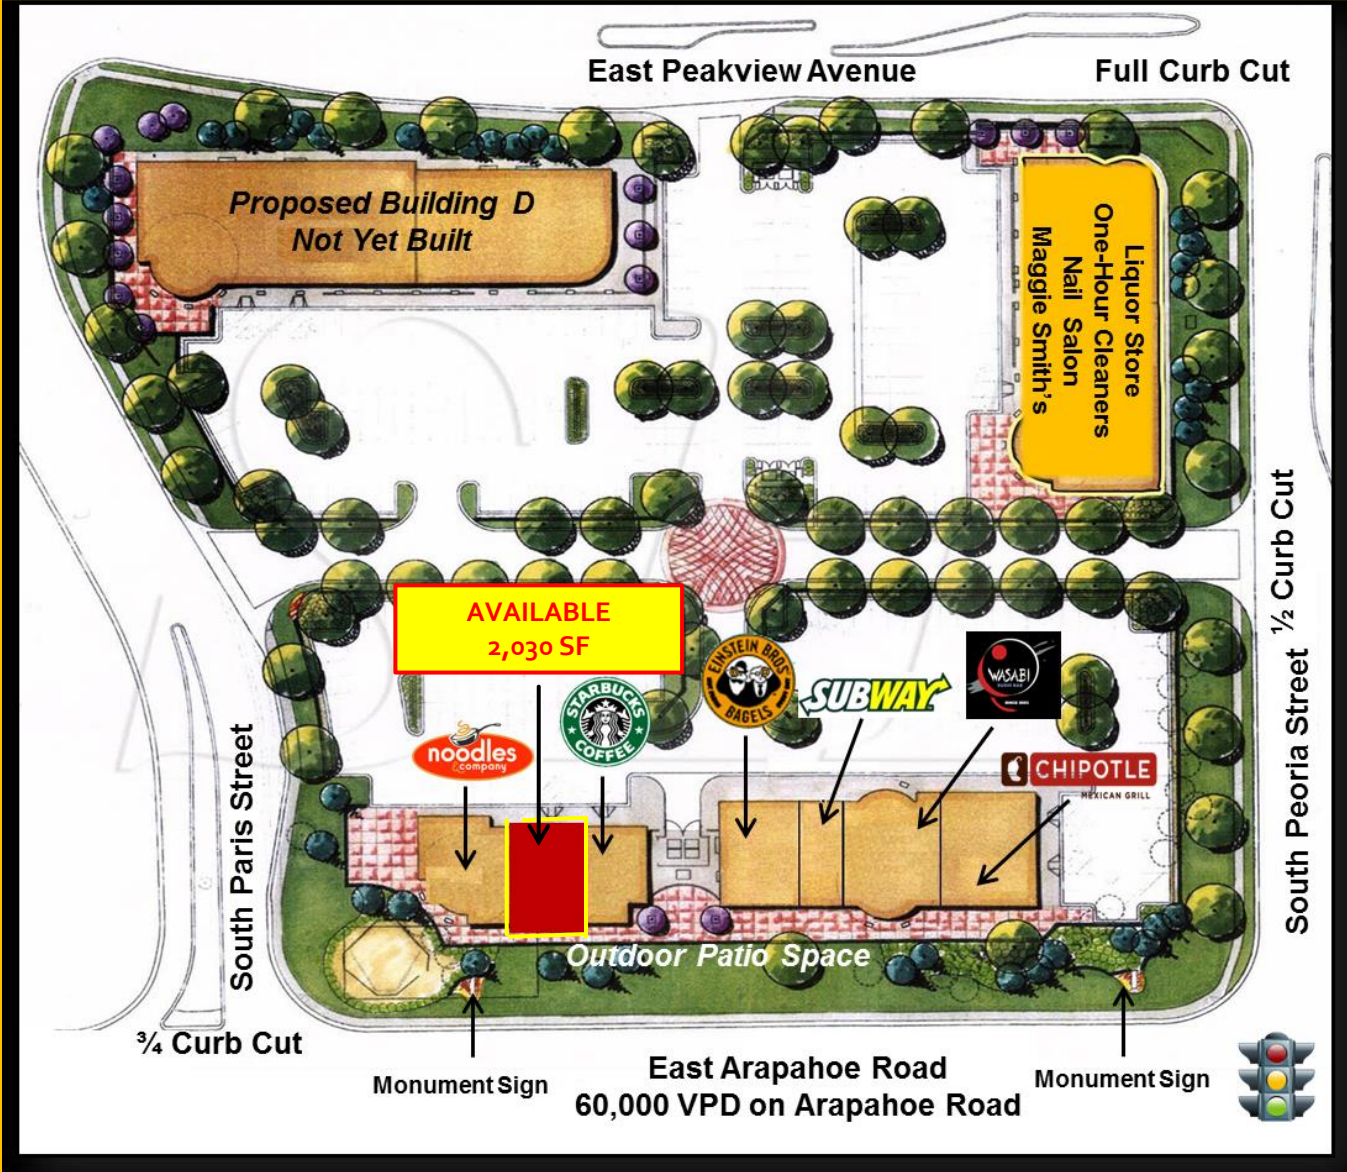 East Peakview Avenue
Full Curb Cut
Proposed Building D
Not Yet Built
Liquor Store
One-Hour Cleaners
Nail Salon
Maggie Smith's
½ Curb Cut
South Peoria Street
AVAILABLE
2,030 SF
EINSTEIN BROS
BAGELS
SUBWAY
WASABI
CHIPOTLE
MEXICAN GRILL
STARBUCKS
COFFEE
noodles
& company
South Paris Street
Outdoor Patio Space
¾ Curb Cut
Monument Sign
East Arapahoe Road
60,000 VPD on Arapahoe Road
Monument Sign